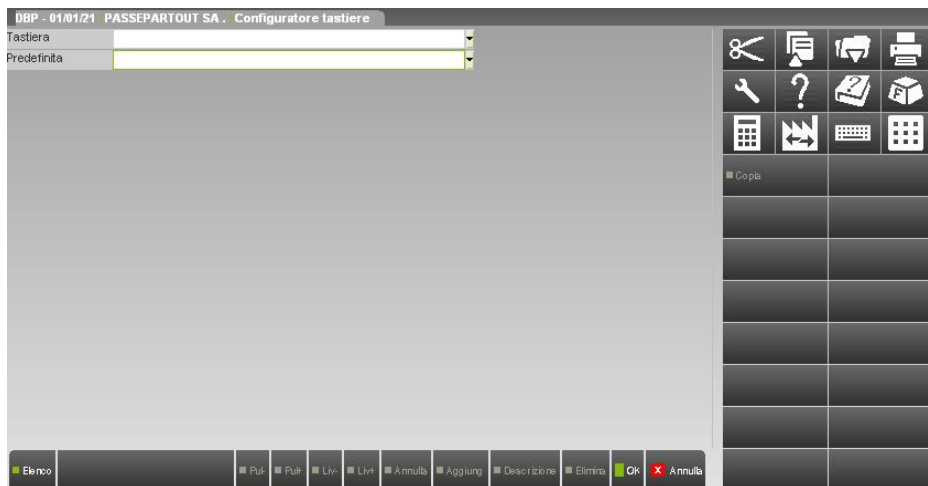 DBP - 01/01/21 PASSEPARTOUT SA . Configuratore tastiere
Tastiera
Predefinita
Copia
Elenco Pul- Pul+ Liv- Liv+ Annulla Aggiung Descrizione Elimina Ok X Annulla